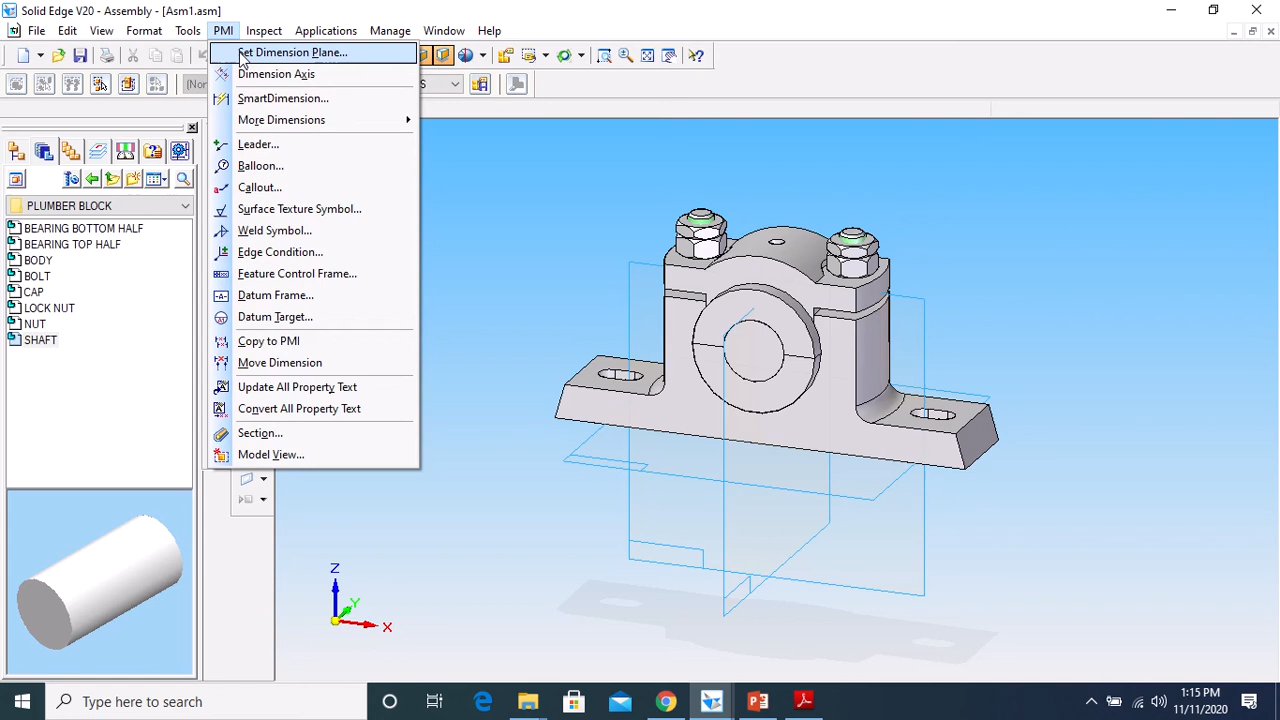 Solid Edge V20 - Assembly - [Asm1.asm]
File Edit View Format Tools PMI Inspect Applications Manage Window Help
Set Dimension Plane...
Dimension Axis
SmartDimension...
More Dimensions
Leader...
Balloon...
Callout...
Surface Texture Symbol...
Weld Symbol...
Edge Condition...
Feature Control Frame...
Datum Frame...
Datum Target...
Copy to PMI
Move Dimension
Update All Property Text
Convert All Property Text
Section...
Model View...
PLUMBER BLOCK
BEARING BOTTOM HALF
BEARING TOP HALF
BODY
BOLT
CAP
LOCK NUT
NUT
SHAFT
Z
Y
X
Type here to search
1:15 PM
11/11/2020